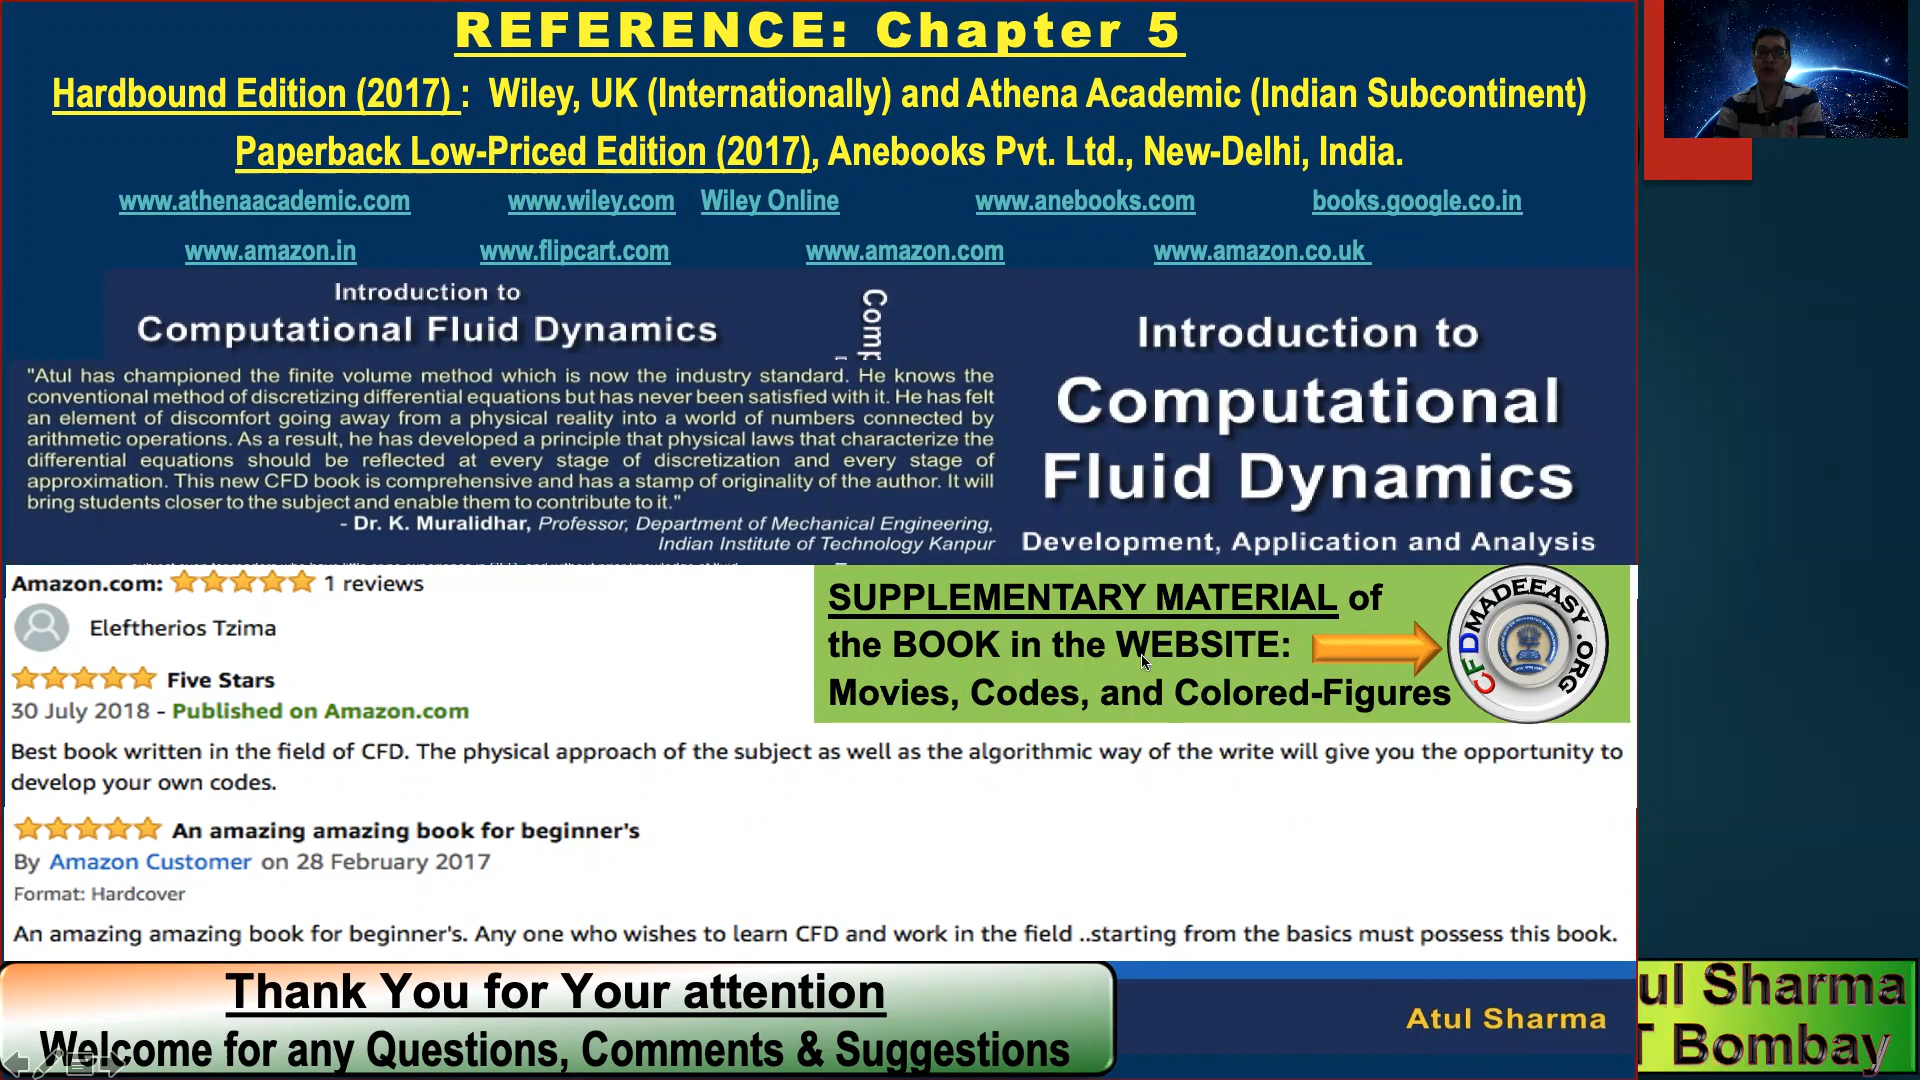 REFERENCE: Chapter 5
Hardbound Edition (2017) : Wiley, UK (Internationally) and Athena Academic (Indian Subcontinent)
Paperback Low-Priced Edition (2017), Anebooks Pvt. Ltd., New-Delhi, India.
www.athenaacademic.com www.wiley.com Wiley Online www.anebooks.com books.google.co.in
www.amazon.in www.flipcart.com www.amazon.com www.amazon.co.uk
Introduction to
Computational Fluid Dynamics
"Atul has championed the finite volume method which is now the industry standard. He knows the
conventional method of discretizing differential equations but has never been satisfied with it. He has felt
an element of discomfort going away from a physical reality into a world of numbers connected by
arithmetic operations. As a result, he has developed a principle that physical laws that characterize the
differential equations should be reflected at every stage of discretization and every stage of
approximation. This new CFD book is comprehensive and has a stamp of originality of the author. It will
bring students closer to the subject and enable them to contribute to it."
- Dr. K. Muralidhar, Professor, Department of Mechanical Engineering,
Indian Institute of Technology Kanpur
Comp
Introduction to
Computational
Fluid Dynamics
Development, Application and Analysis
Amazon.com: 1 reviews
Eleftherios Tzima
Five Stars
30 July 2018 - Published on Amazon.com
SUPPLEMENTARY MATERIAL of
the BOOK in the WEBSITE:
Movies, Codes, and Colored-Figures
CFDMADEEASY.ORG
Best book written in the field of CFD. The physical approach of the subject as well as the algorithmic way of the write will give you the opportunity to
develop your own codes.
An amazing amazing book for beginner's
By Amazon Customer on 28 February 2017
Format: Hardcover
An amazing amazing book for beginner's. Any one who wishes to learn CFD and work in the field ..starting from the basics must possess this book.
Thank You for Your attention
Welcome for any Questions, Comments & Suggestions
Atul Sharma
ul Sharma
T Bombay